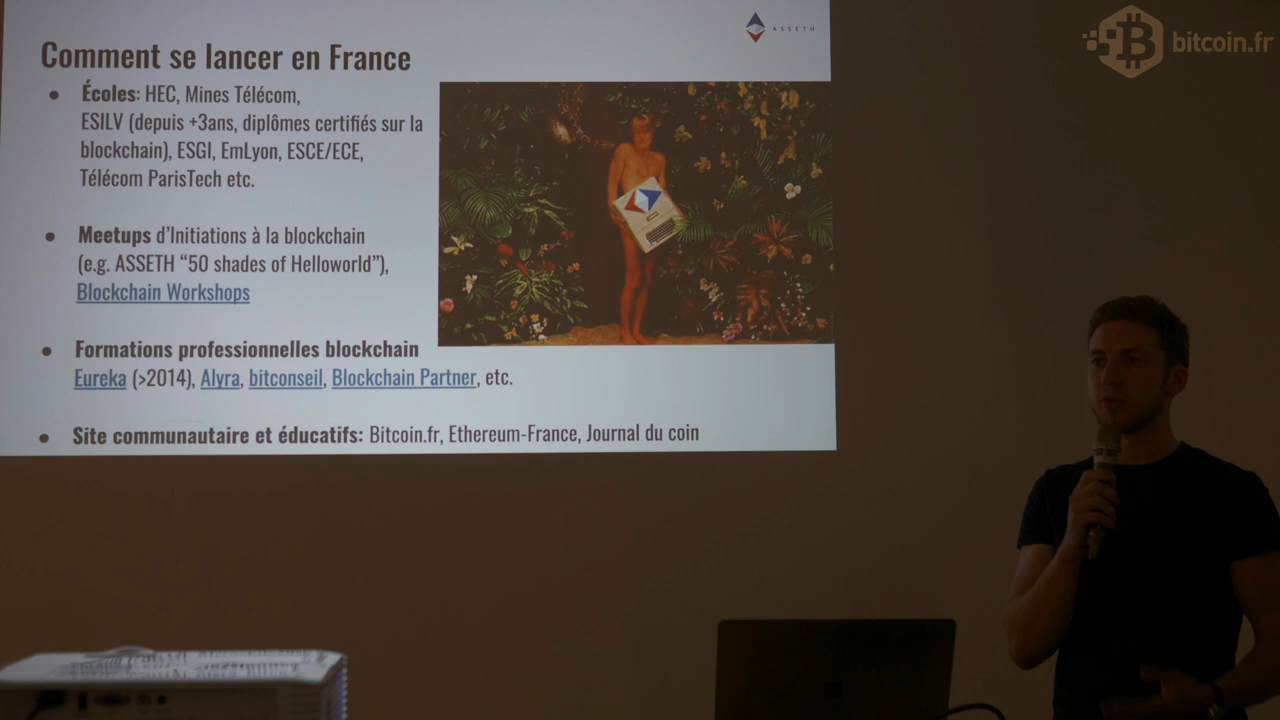 ASSETH
bitcoin.fr
Comment se lancer en France
● Écoles: HEC, Mines Télécom,
ESILV (depuis +3ans, diplômes certifiés sur la
blockchain), ESGI, EmLyon, ESCE/ECE,
Télécom ParisTech etc.
● Meetups d'Initiations à la blockchain
(e.g. ASSETH “50 shades of Helloworld”),
Blockchain Workshops
● Formations professionnelles blockchain
Eureka (>2014), Alyra, bitconseil, Blockchain Partner, etc.
● Site communautaire et éducatifs: Bitcoin.fr, Ethereum-France, Journal du coin